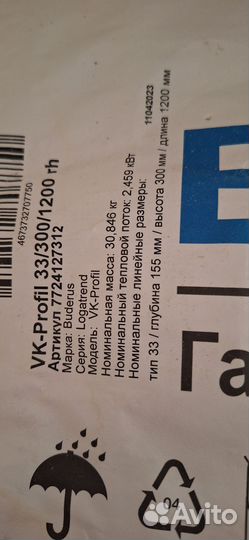 4673732707750
VK-Profil 33/300/1200 rh
Артикул 7724127312
Марка: Buderus
Серия: Logatrend
Модель: VK-Profil
Номинальная масса: 30,846 кг
Номинальный тепловой поток: 2,459 кВт
Номинальные линейные размеры:
тип 33 / глубина 155 мм / высота 300 мм / длина 1200 мм
11042023
Га
04
Avito